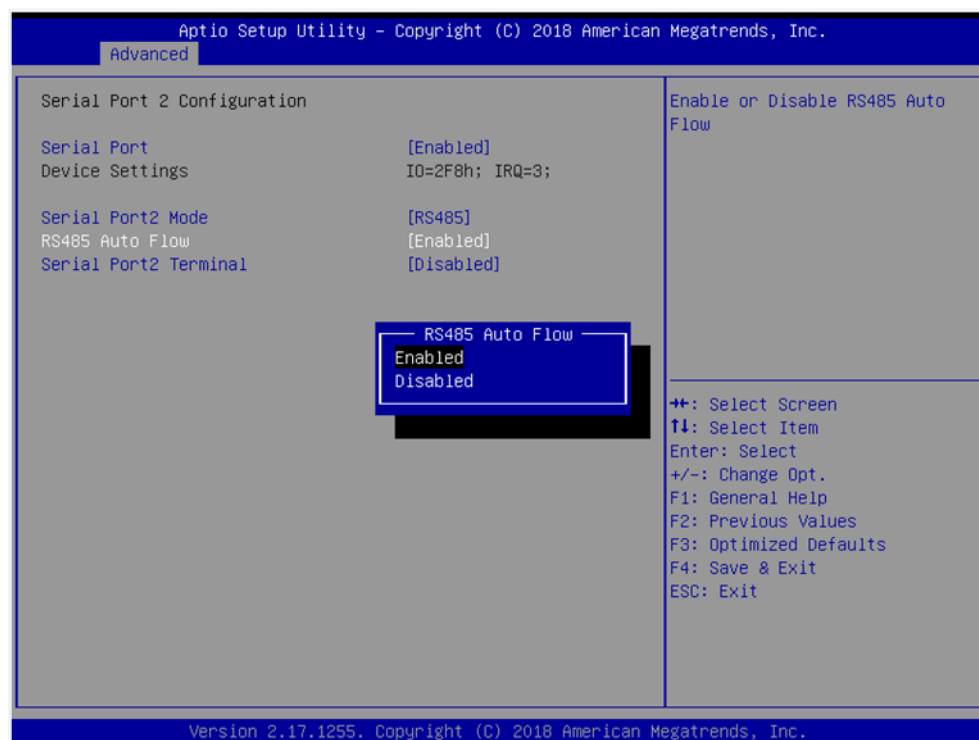 Aptio Setup Utility – Copyright (C) 2018 American Megatrends, Inc.
Advanced
Serial Port 2 Configuration
Serial Port [Enabled]
Device Settings IO=2F8h; IRQ=3;
Serial Port2 Mode [RS485]
RS485 Auto Flow [Enabled]
Serial Port2 Terminal [Disabled]
RS485 Auto Flow
Enabled
Disabled
Enable or Disable RS485 Auto
Flow
→←: Select Screen
↑↓: Select Item
Enter: Select
+/-: Change Opt.
F1: General Help
F2: Previous Values
F3: Optimized Defaults
F4: Save & Exit
ESC: Exit
Version 2.17.1255. Copyright (C) 2018 American Megatrends, Inc.